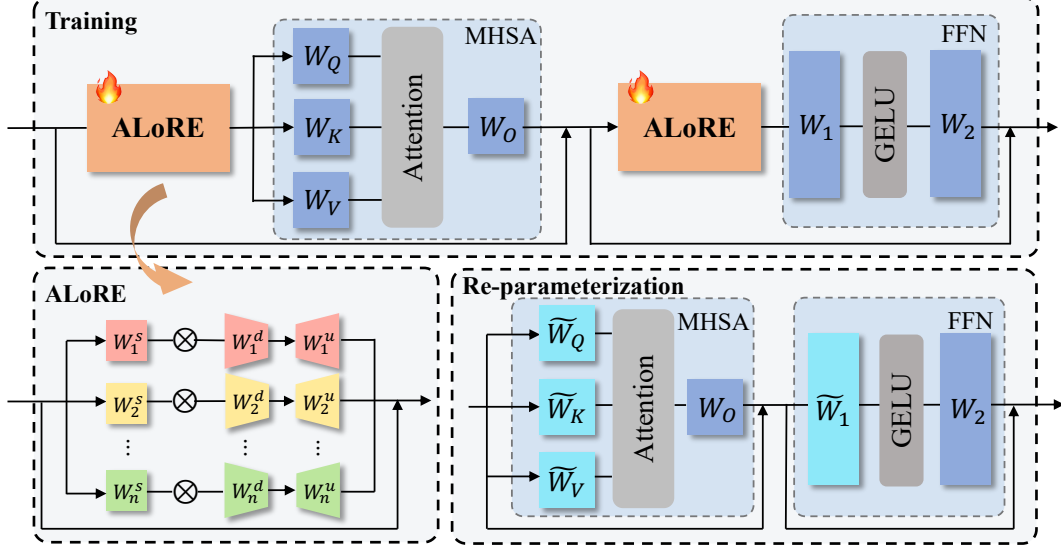 Training
MHSA
FFN
ALoRE
W_Q
W_K
W_V
Attention
W_O
ALoRE
W_1
GELU
W_2
ALoRE
W_1^s
W_1^d
W_1^u
W_2^s
W_2^d
W_2^u
⋮
⋮
⋮
W_n^s
W_n^d
W_n^u
Re-parameterization
MHSA
FFN
W̃_Q
W̃_K
W̃_V
Attention
W_O
W̃_1
GELU
W_2